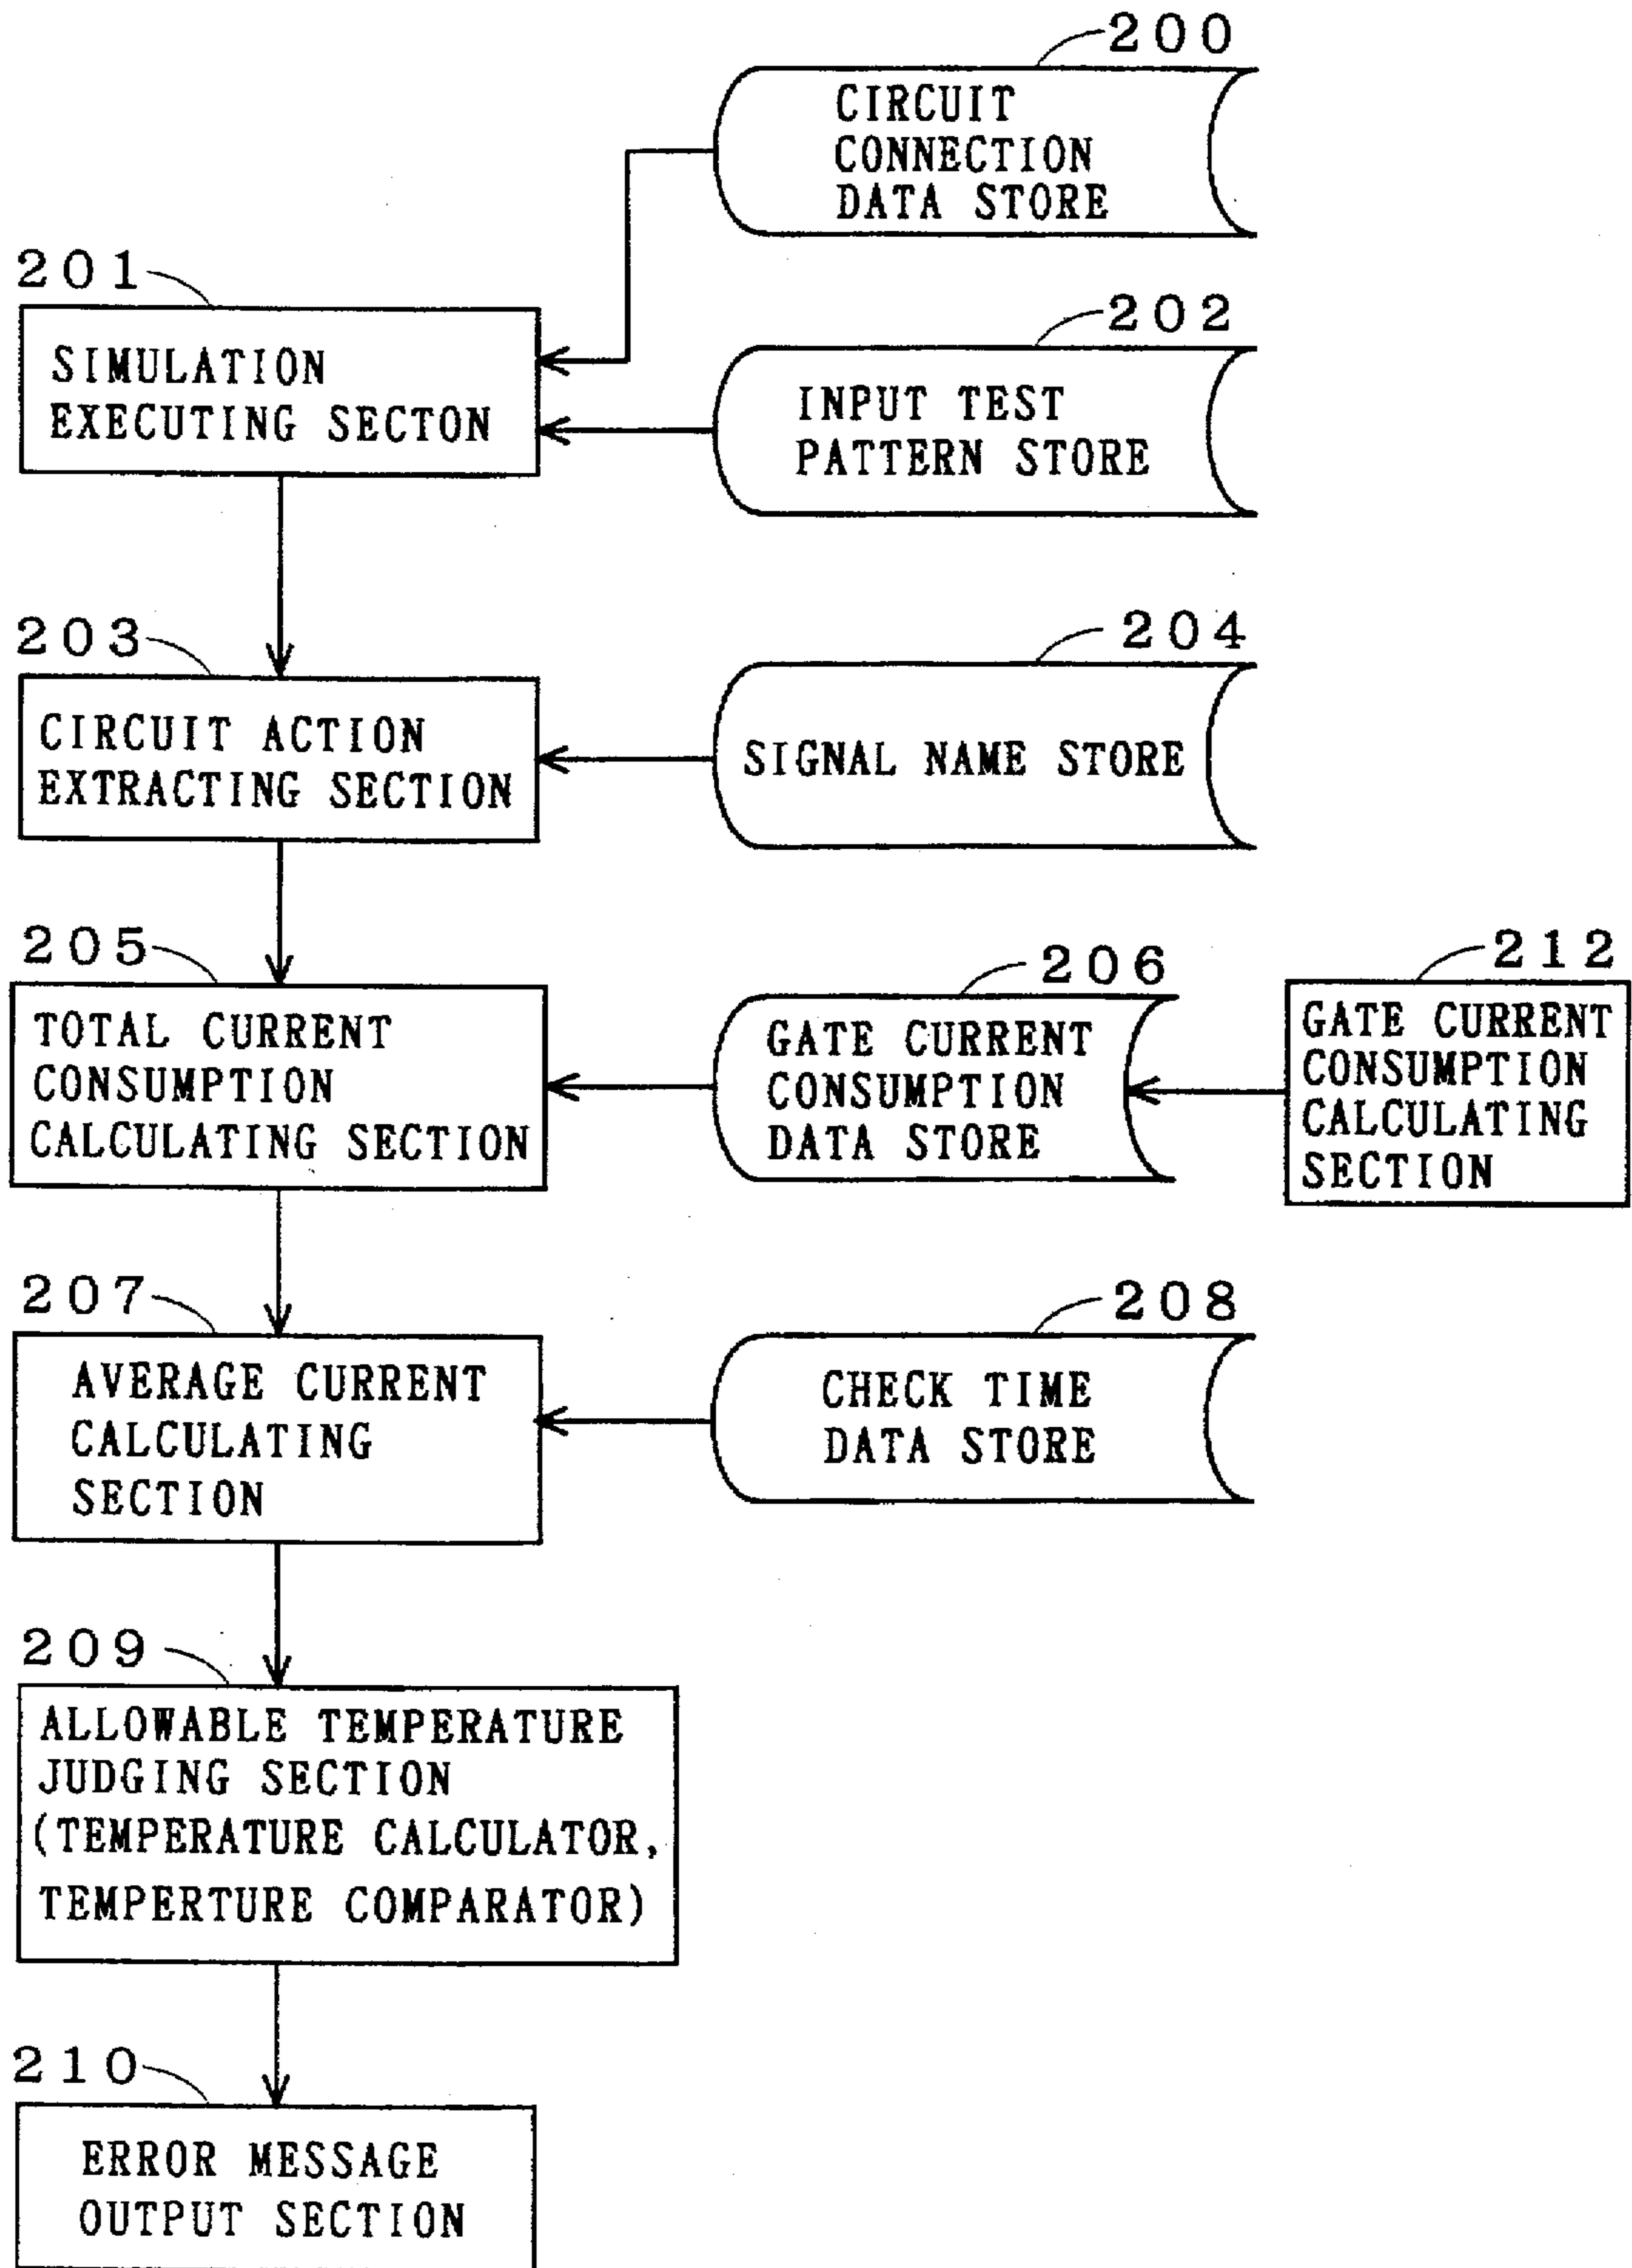 200
CIRCUIT
CONNECTION
DATA STORE
201
SIMULATION
EXECUTING SECTON
202
INPUT TEST
PATTERN STORE
203
CIRCUIT ACTION
EXTRACTING SECTION
204
SIGNAL NAME STORE
205
TOTAL CURRENT
CONSUMPTION
CALCULATING SECTION
206
GATE CURRENT
CONSUMPTION
DATA STORE
212
GATE CURRENT
CONSUMPTION
CALCULATING
SECTION
207
AVERAGE CURRENT
CALCULATING
SECTION
208
CHECK TIME
DATA STORE
209
ALLOWABLE TEMPERATURE
JUDGING SECTION
(TEMPERATURE CALCULATOR,
TEMPERTURE COMPARATOR)
210
ERROR MESSAGE
OUTPUT SECTION